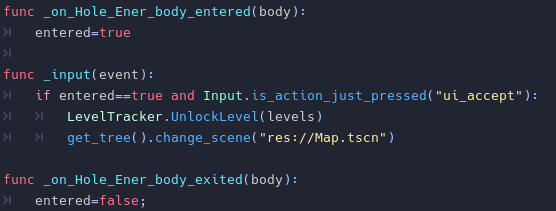 func _on_Hole_Ener_body_entered(body):
entered=true
func _input(event):
if entered==true and Input.is_action_just_pressed("ui_accept"):
LevelTracker.UnlockLevel(levels)
get_tree().change_scene("res://Map.tscn")
func _on_Hole_Ener_body_exited(body):
entered=false;